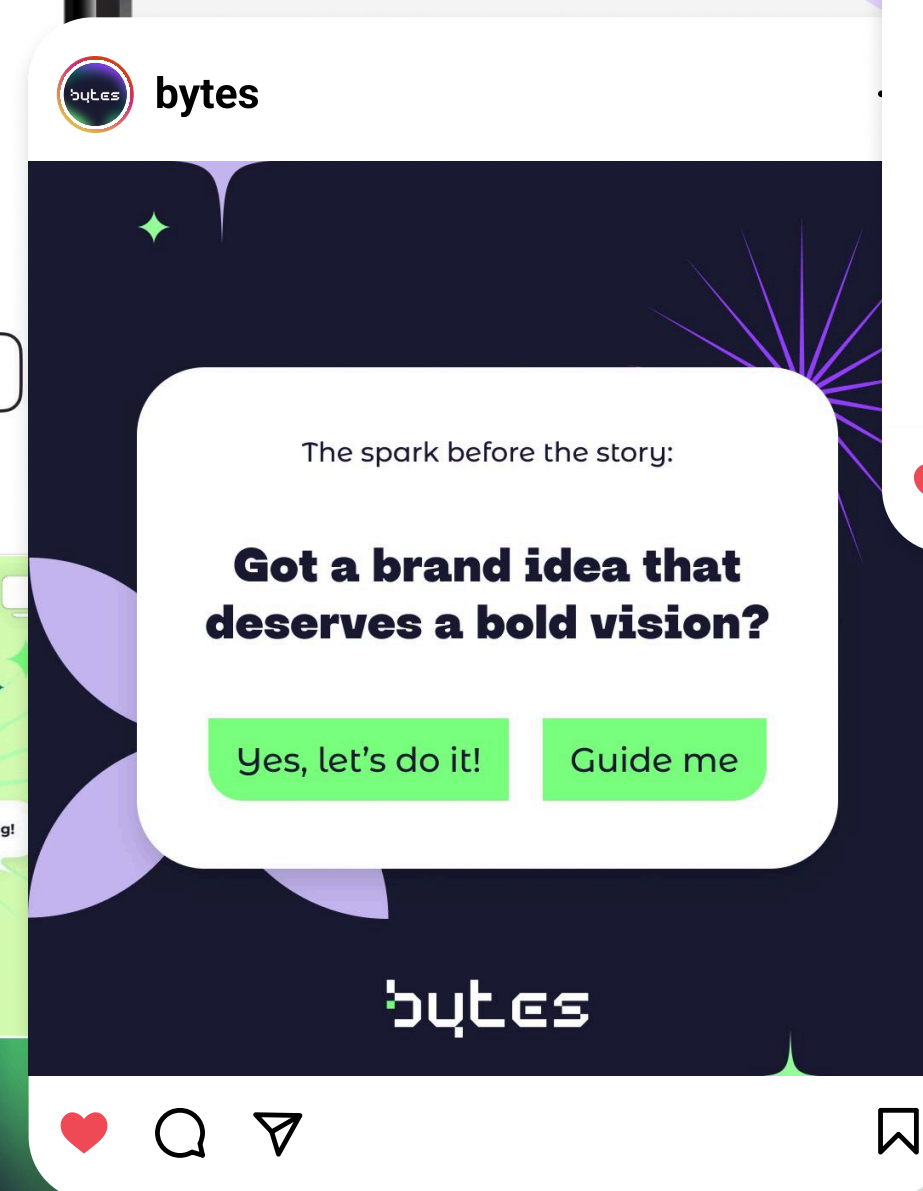 bytes
bytes
The spark before the story:
Got a brand idea that
deserves a bold vision?
Yes, let’s do it!
Guide me
g!
bytes